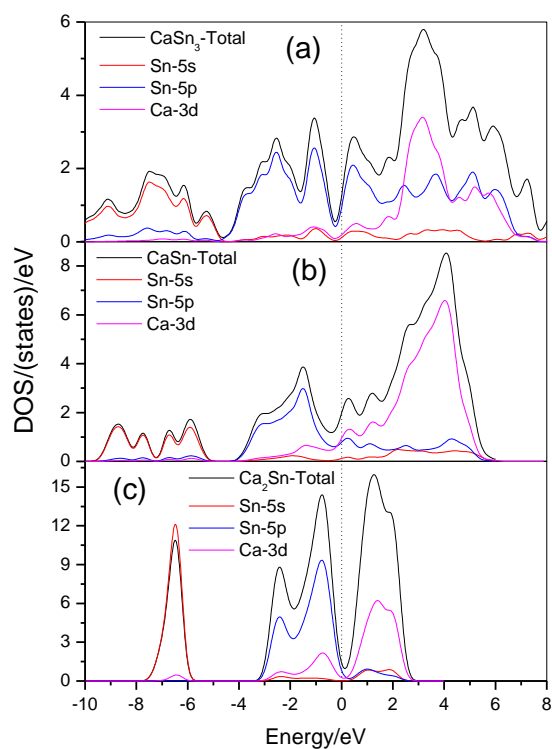 DOS/(states)/eV
(a)
CaSn₃-Total
Sn-5s
Sn-5p
Ca-3d
6
4
2
0
(b)
CaSn-Total
Sn-5s
Sn-5p
Ca-3d
8
6
4
2
0
(c)
Ca₂Sn-Total
Sn-5s
Sn-5p
Ca-3d
15
12
9
6
3
0
-10 -8 -6 -4 -2 0 2 4 6 8
Energy/eV